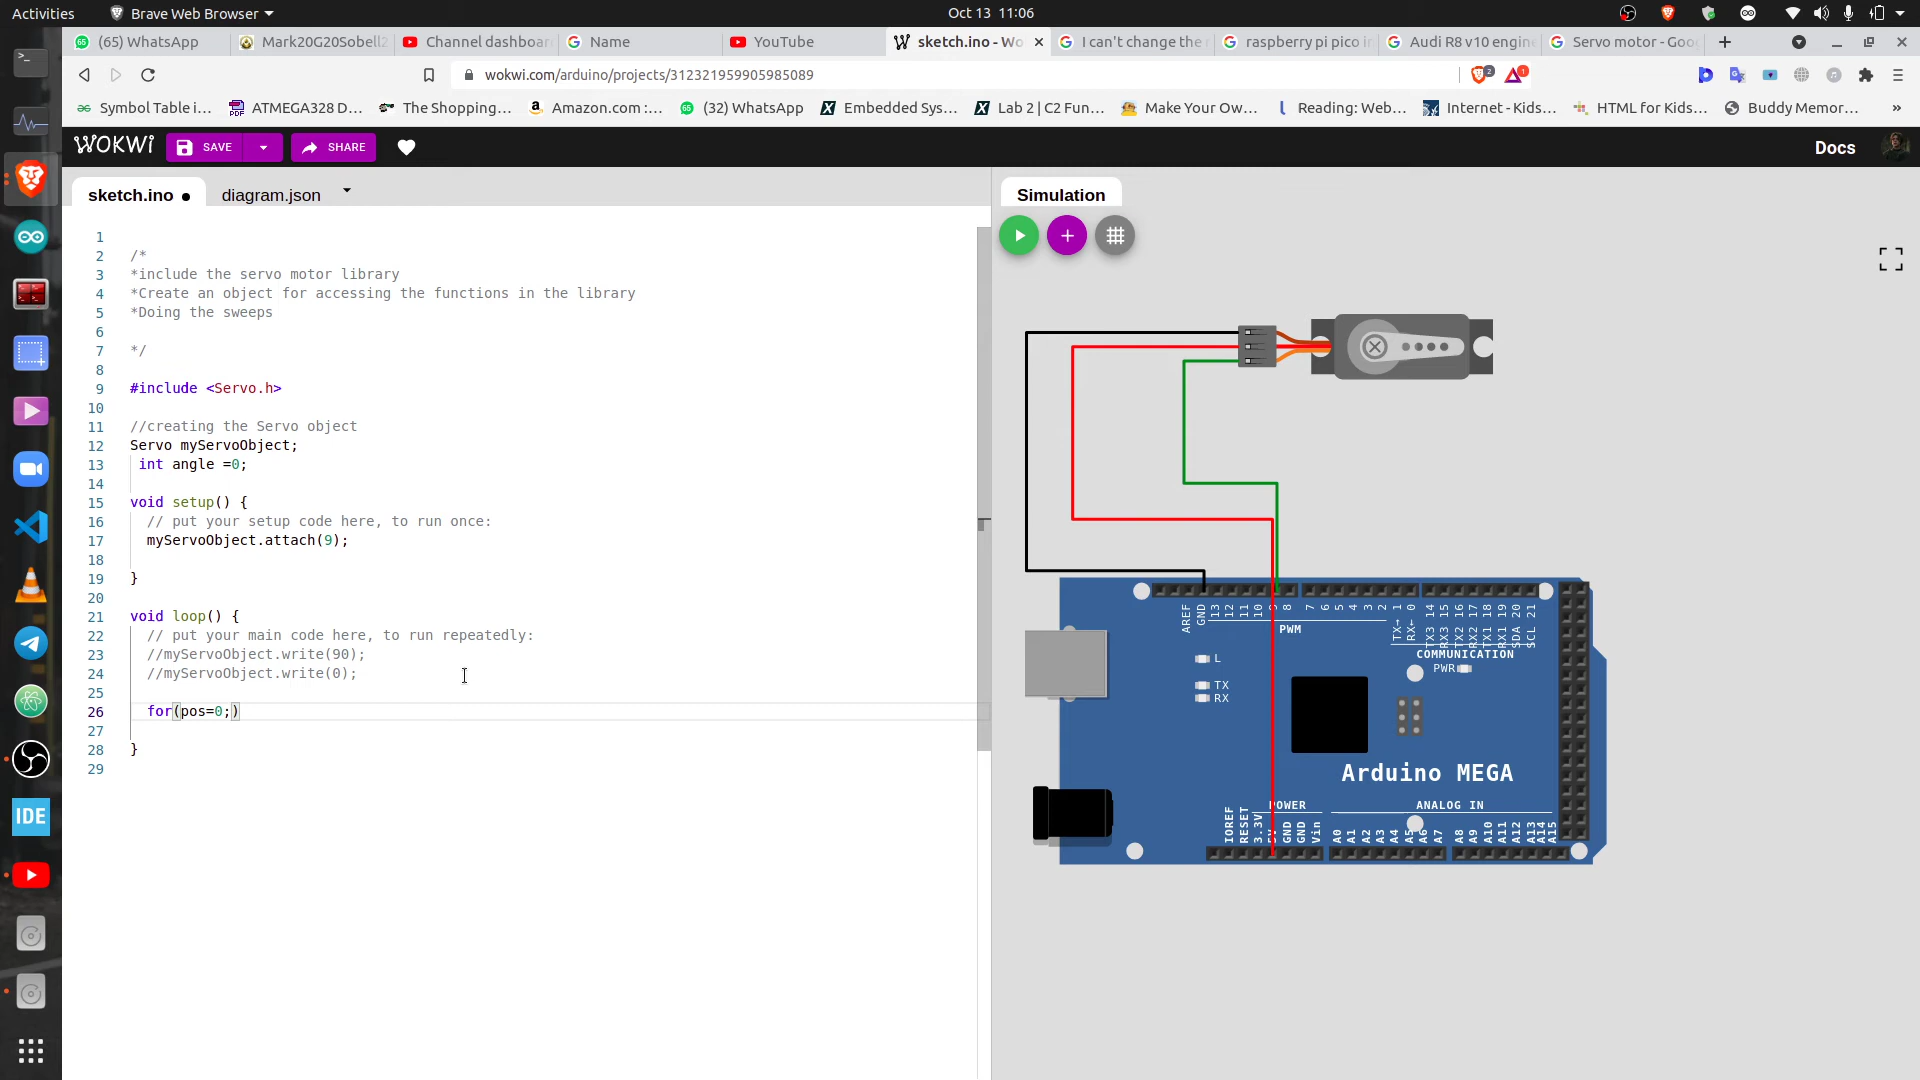 Activities
Brave Web Browser
Oct 13 11:06
(65) WhatsApp
Mark20G20Sobell2
Channel dashboar
Name
YouTube
sketch.ino - Wo
I can't change the
raspberry pi pico i
Audi R8 v10 engine
Servo motor - Goo
wokwi.com/arduino/projects/312321959905985089
2
1
Symbol Table i...
PDF
ATMEGA328 D...
The Shopping...
Amazon.com :...
(32) WhatsApp
Embedded Sys...
Lab 2 | C2 Fun...
Make Your Ow...
Reading: Web...
Internet - Kids...
HTML for Kids...
Buddy Memor...
»
WOKWI
SAVE
SHARE
Docs
sketch.ino
diagram.json
Simulation
1
2 /*
3 *include the servo motor library
4 *Create an object for accessing the functions in the library
5 *Doing the sweeps
6
7 */
8
9 #include <Servo.h>
10
11 //creating the Servo object
12 Servo myServoObject;
13 int angle =0;
14
15 void setup() {
16 // put your setup code here, to run once:
17 myServoObject.attach(9);
18
19 }
20
21 void loop() {
22 // put your main code here, to run repeatedly:
23 //myServoObject.write(90);
24 //myServoObject.write(0);
25
26 for(pos=0;)
27
28 }
29
IDE
AREF
GND
13
12
11
10
8
7
6
5
4
3
2
TX→ 1
RX← 0
TX3 14
RX3 15
TX2 16
RX2 17
TX1 18
RX1 19
SDA 20
SCL 21
PWM
COMMUNICATION
L
PWR
TX
RX
Arduino MEGA
POWER
ANALOG IN
IOREF
RESET
3.3V
GND
GND
Vin
A0
A1
A2
A3
A4
A5
A6
A7
A8
A9
A10
A11
A12
A13
A14
A15